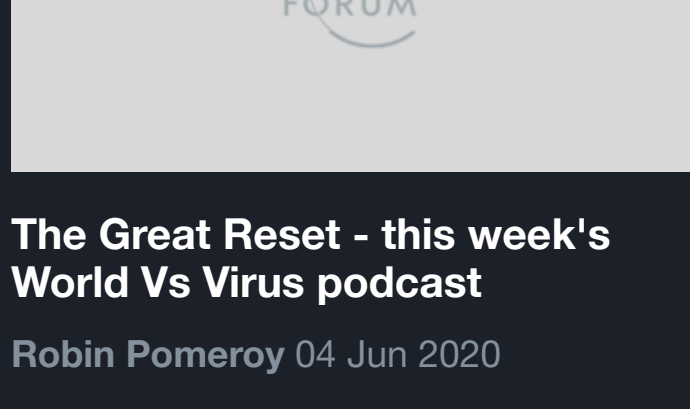 FORUM
The Great Reset - this week's
World Vs Virus podcast
Robin Pomeroy 04 Jun 2020